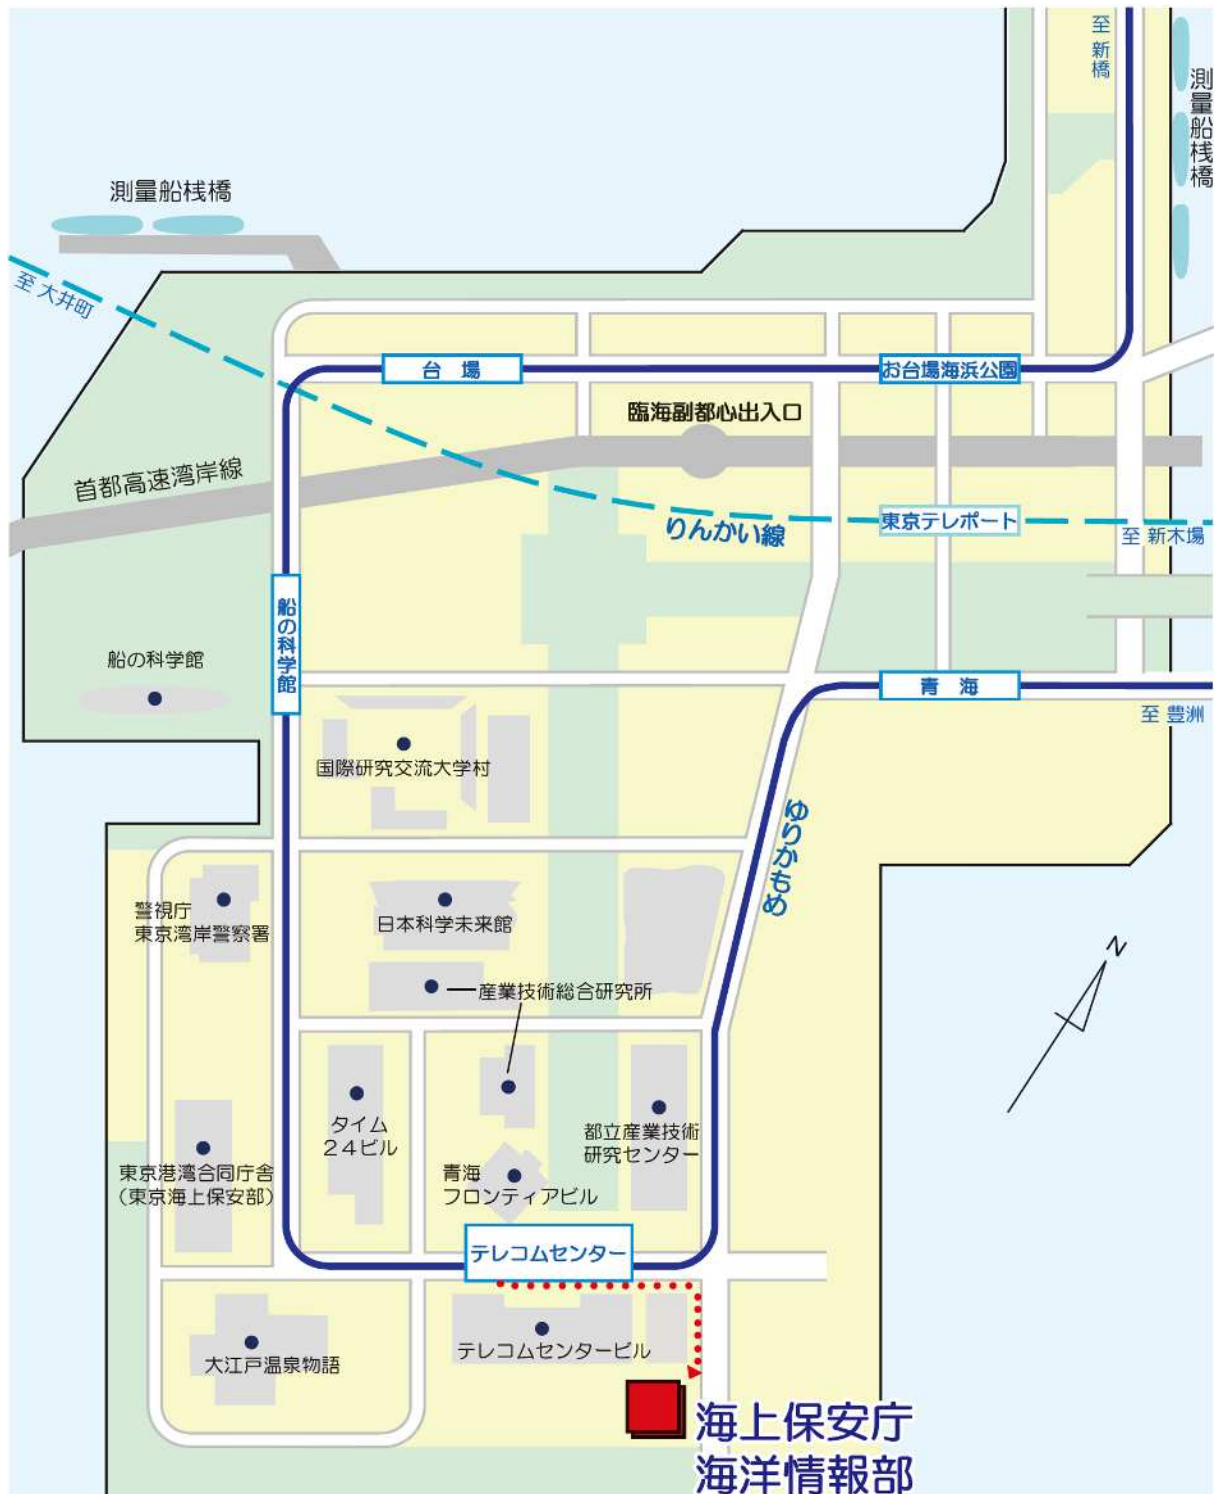 至 新橋
測量船桟橋
測量船桟橋
至 大井町
台 場
お台場海浜公園
臨海副都心出入口
首都高速湾岸線
りんかい線
東京テレポート
至 新木場
船の科学館
船の科学館
青 海
至 豊洲
国際研究交流大学村
ゆりかもめ
警視庁
東京湾岸警察署
日本科学未来館
産業技術総合研究所
N
タイム
24ビル
都立産業技術
研究センター
東京港湾合同庁舎
(東京海上保安部)
青海
フロンティアビル
テレコムセンター
大江戸温泉物語
テレコムセンタービル
海上保安庁
海洋情報部